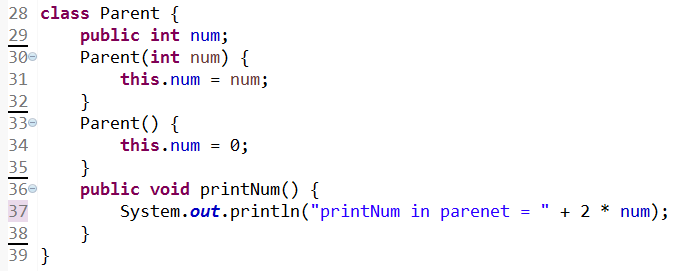 28 class Parent {
29     public int num;
30     Parent(int num) {
31         this.num = num;
32     }
33     Parent() {
34         this.num = 0;
35     }
36     public void printNum() {
37         System.out.println("printNum in parenet = " + 2 * num);
38     }
39 }